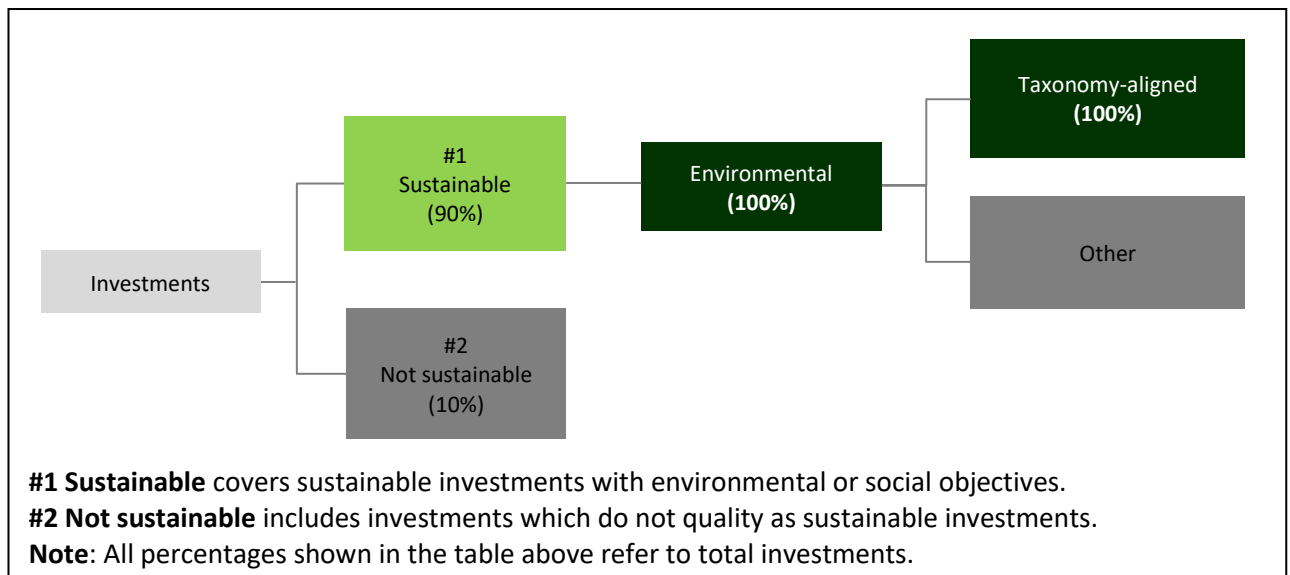 Taxonomy-aligned
(100%)
#1
Sustainable
(90%)
Environmental
(100%)
Other
Investments
#2
Not sustainable
(10%)
#1 Sustainable covers sustainable investments with environmental or social objectives.
#2 Not sustainable includes investments which do not quality as sustainable investments.
Note: All percentages shown in the table above refer to total investments.